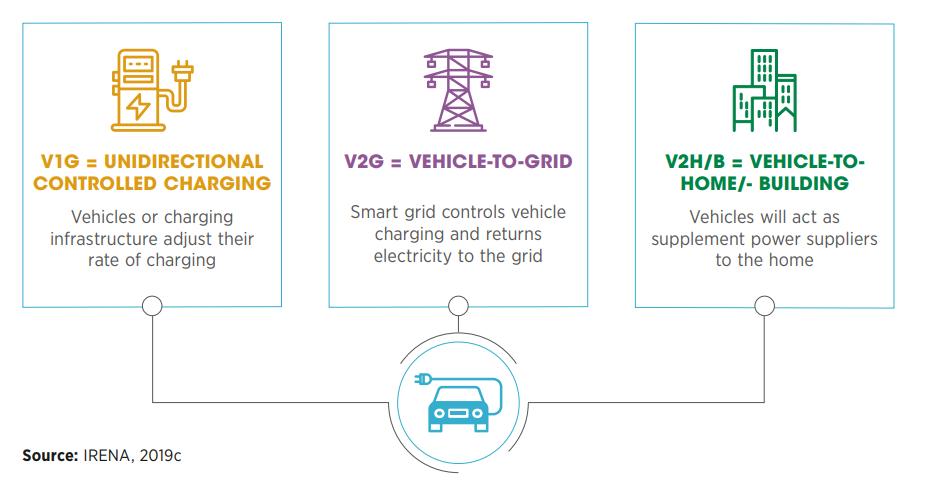 V1G = UNIDIRECTIONAL
CONTROLLED CHARGING
Vehicles or charging
infrastructure adjust their
rate of charging
V2G = VEHICLE-TO-GRID
Smart grid controls vehicle
charging and returns
electricity to the grid
V2H/B = VEHICLE-TO-
HOME/- BUILDING
Vehicles will act as
supplement power suppliers
to the home
Source: IRENA, 2019c